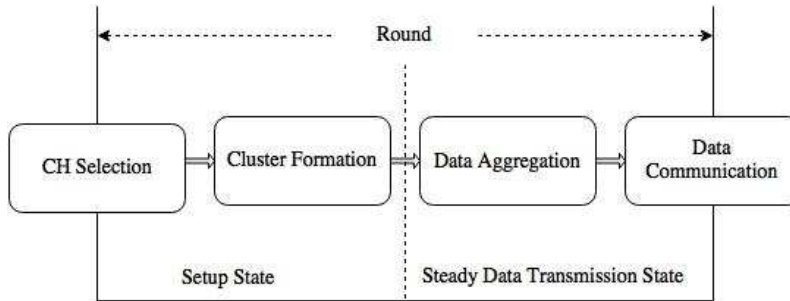 Round
CH Selection
Cluster Formation
Data Aggregation
Data
Communication
Setup State
Steady Data Transmission State